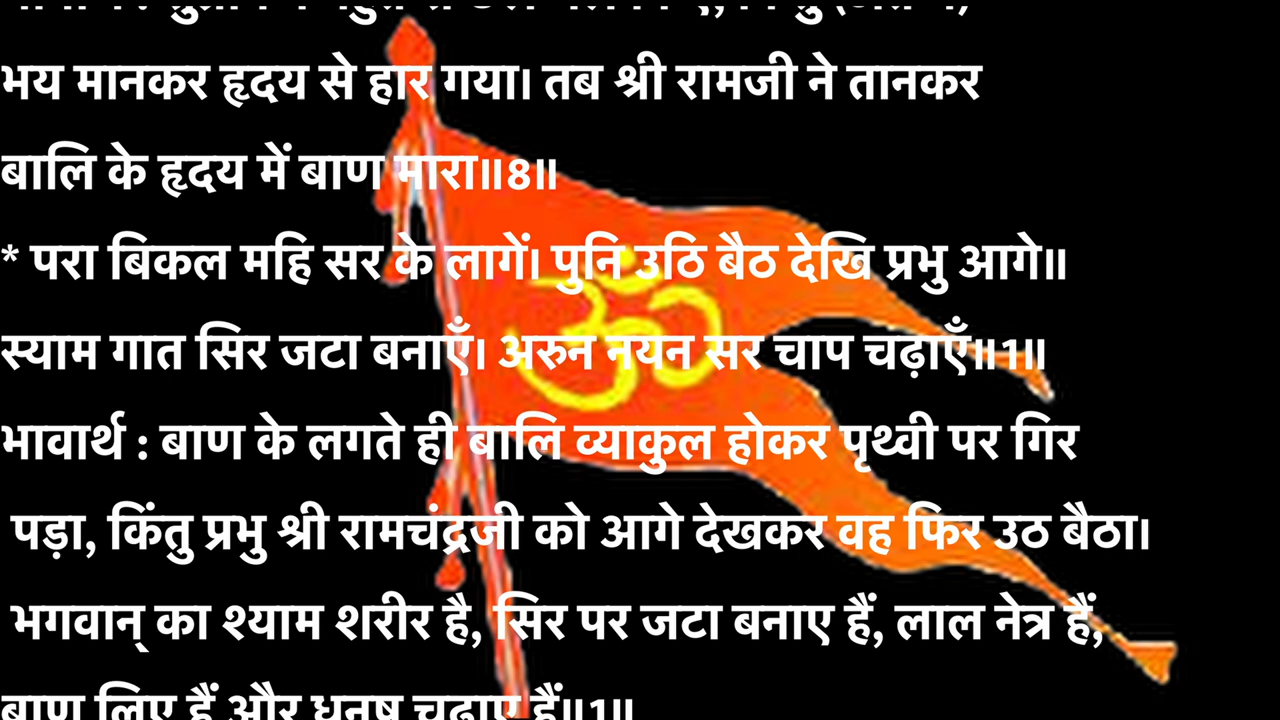 भय मानकर हृदय से हार गया। तब श्री रामजी ने तानकर
बालि के हृदय में बाण मारा॥8॥
* परा बिकल महि सर के लागें। पुनि उठि बैठ देखि प्रभु आगे॥
स्याम गात सिर जटा बनाएँ। अरुन नयन सर चाप चढ़ाएँ॥1॥
भावार्थ : बाण के लगते ही बालि व्याकुल होकर पृथ्वी पर गिर
पड़ा, किंतु प्रभु श्री रामचंद्रजी को आगे देखकर वह फिर उठ बैठा।
भगवान् का श्याम शरीर है, सिर पर जटा बनाए हैं, लाल नेत्र हैं,
बाण लिए हैं और धनुष चढ़ाए हैं॥1॥